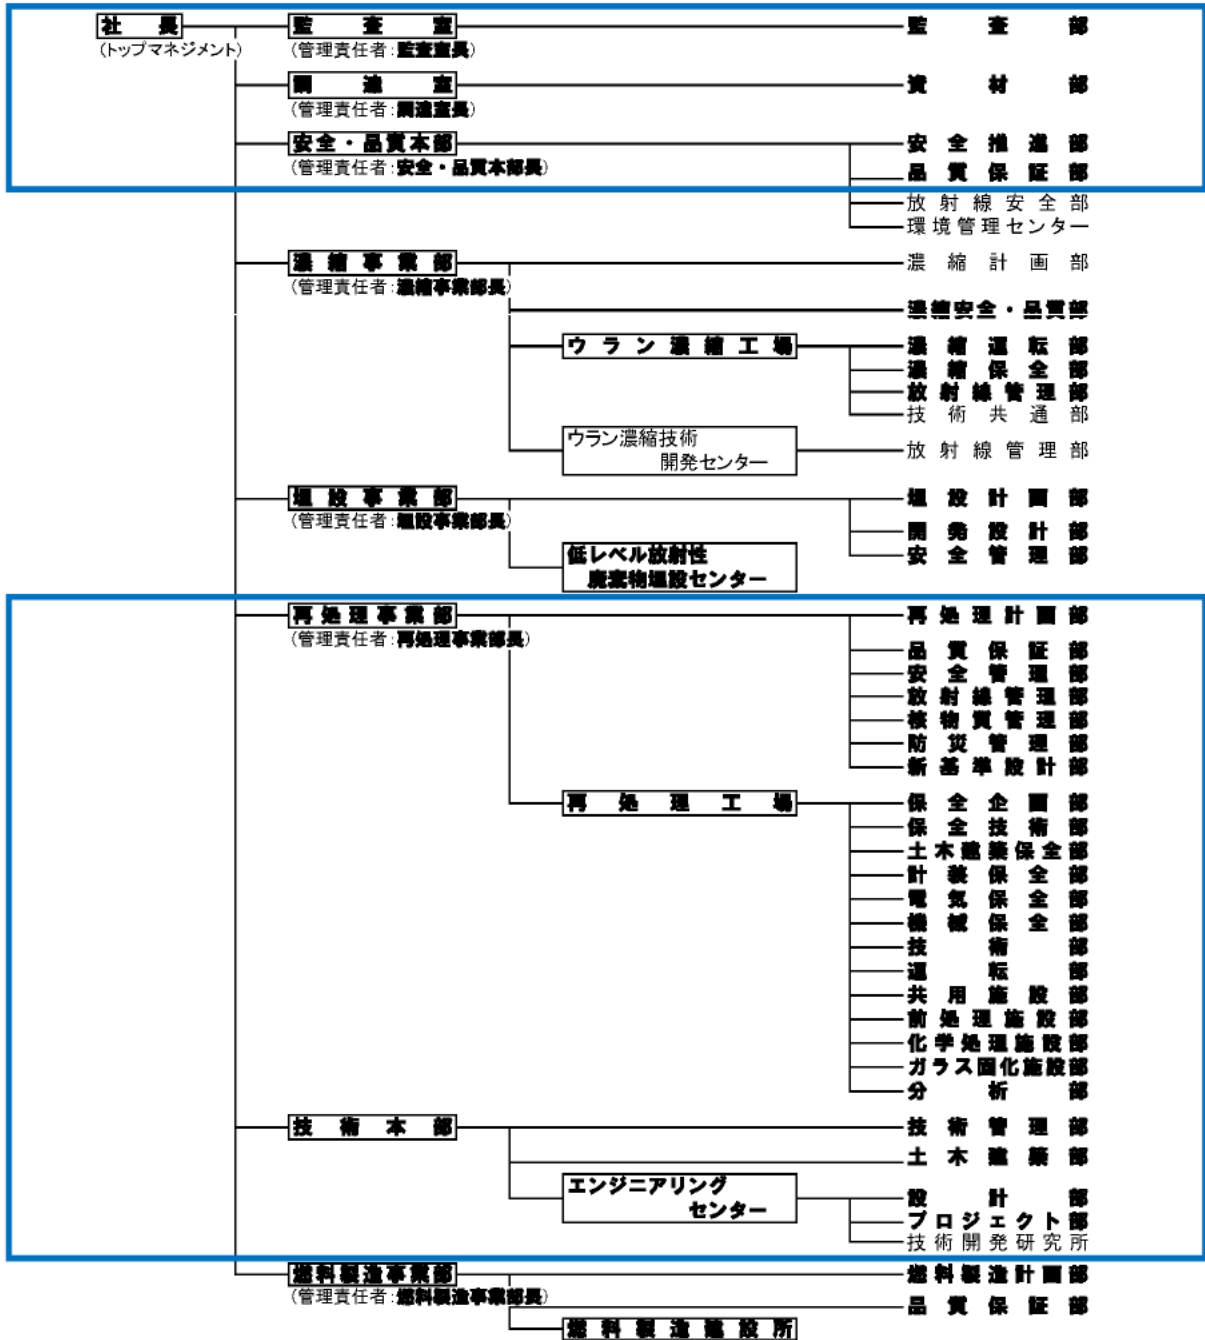 社長 監査室 監査部
(トップマネジメント) (管理責任者:監査室長)
調達室 資材部
(管理責任者:調達室長)
安全・品質本部 安全推進部
(管理責任者:安全・品質本部長)
品質保証部
放射線安全部
環境管理センター
濃縮事業部 濃縮計画部
(管理責任者:濃縮事業部長)
濃縮安全・品質部
ウラン濃縮工場 濃縮運転部
濃縮保全部
放射線管理部
技術共通部
ウラン濃縮技術
開発センター
放射線管理部
埋設事業部 埋設計画部
(管理責任者:埋設事業部長)
開発設計部
低レベル放射性 安全管理部
廃棄物埋設センター
再処理事業部 再処理計画部
(管理責任者:再処理事業部長)
品質保証部
安全管理部
放射線管理部
核物質管理部
防災管理部
新基準設計部
再処理工場 保全企画部
保全技術部
土木建築保全部
計装保全部
電気保全部
機械保全部
技術部
運転部
共用施設部
前処理施設部
化学処理施設部
ガラス固化施設部
分析部
技術本部 技術管理部
土木建築部
エンジニアリング
センター
設計部
プロジェクト部
技術開発研究所
燃料製造事業部 燃料製造計画部
(管理責任者:燃料製造事業部長)
品質保証部
燃料製造建設所